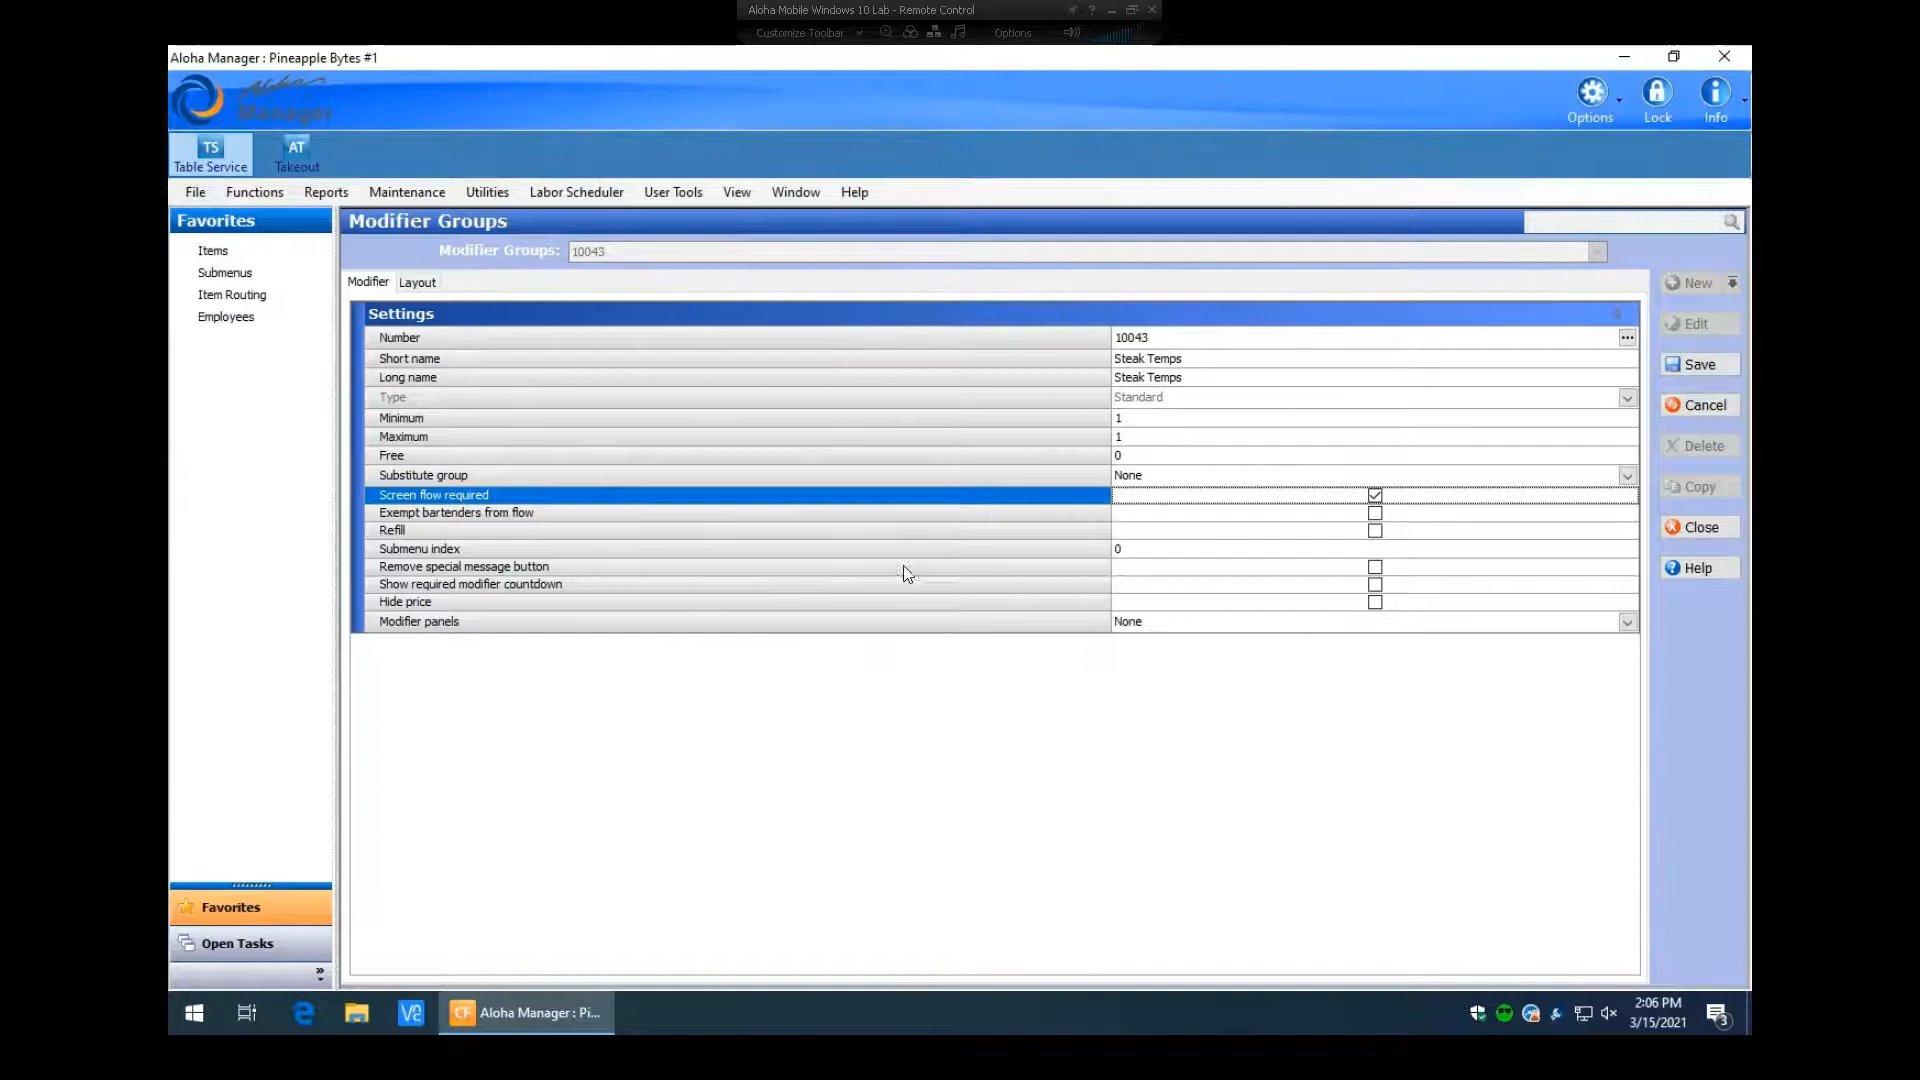 Aloha Mobile Windows 10 Lab - Remote Control
Customize Toolbar
Options
Aloha Manager : Pineapple Bytes #1
Aloha
Manager
Options
Lock
Info
TS
Table Service
AT
Takeout
File Functions Reports Maintenance Utilities Labor Scheduler User Tools View Window Help
Favorites
Items
Submenus
Item Routing
Employees
Modifier Groups
Modifier Groups: 10043
Modifier Layout
Settings
Number 10043
Short name Steak Temps
Long name Steak Temps
Type Standard
Minimum 1
Maximum 1
Free 0
Substitute group None
Screen flow required
Exempt bartenders from flow
Refill
Submenu index 0
Remove special message button
Show required modifier countdown
Hide price
Modifier panels None
New
Edit
Save
Cancel
Delete
Copy
Close
Help
Favorites
Open Tasks
CF Aloha Manager : Pi...
2:06 PM
3/15/2021
3